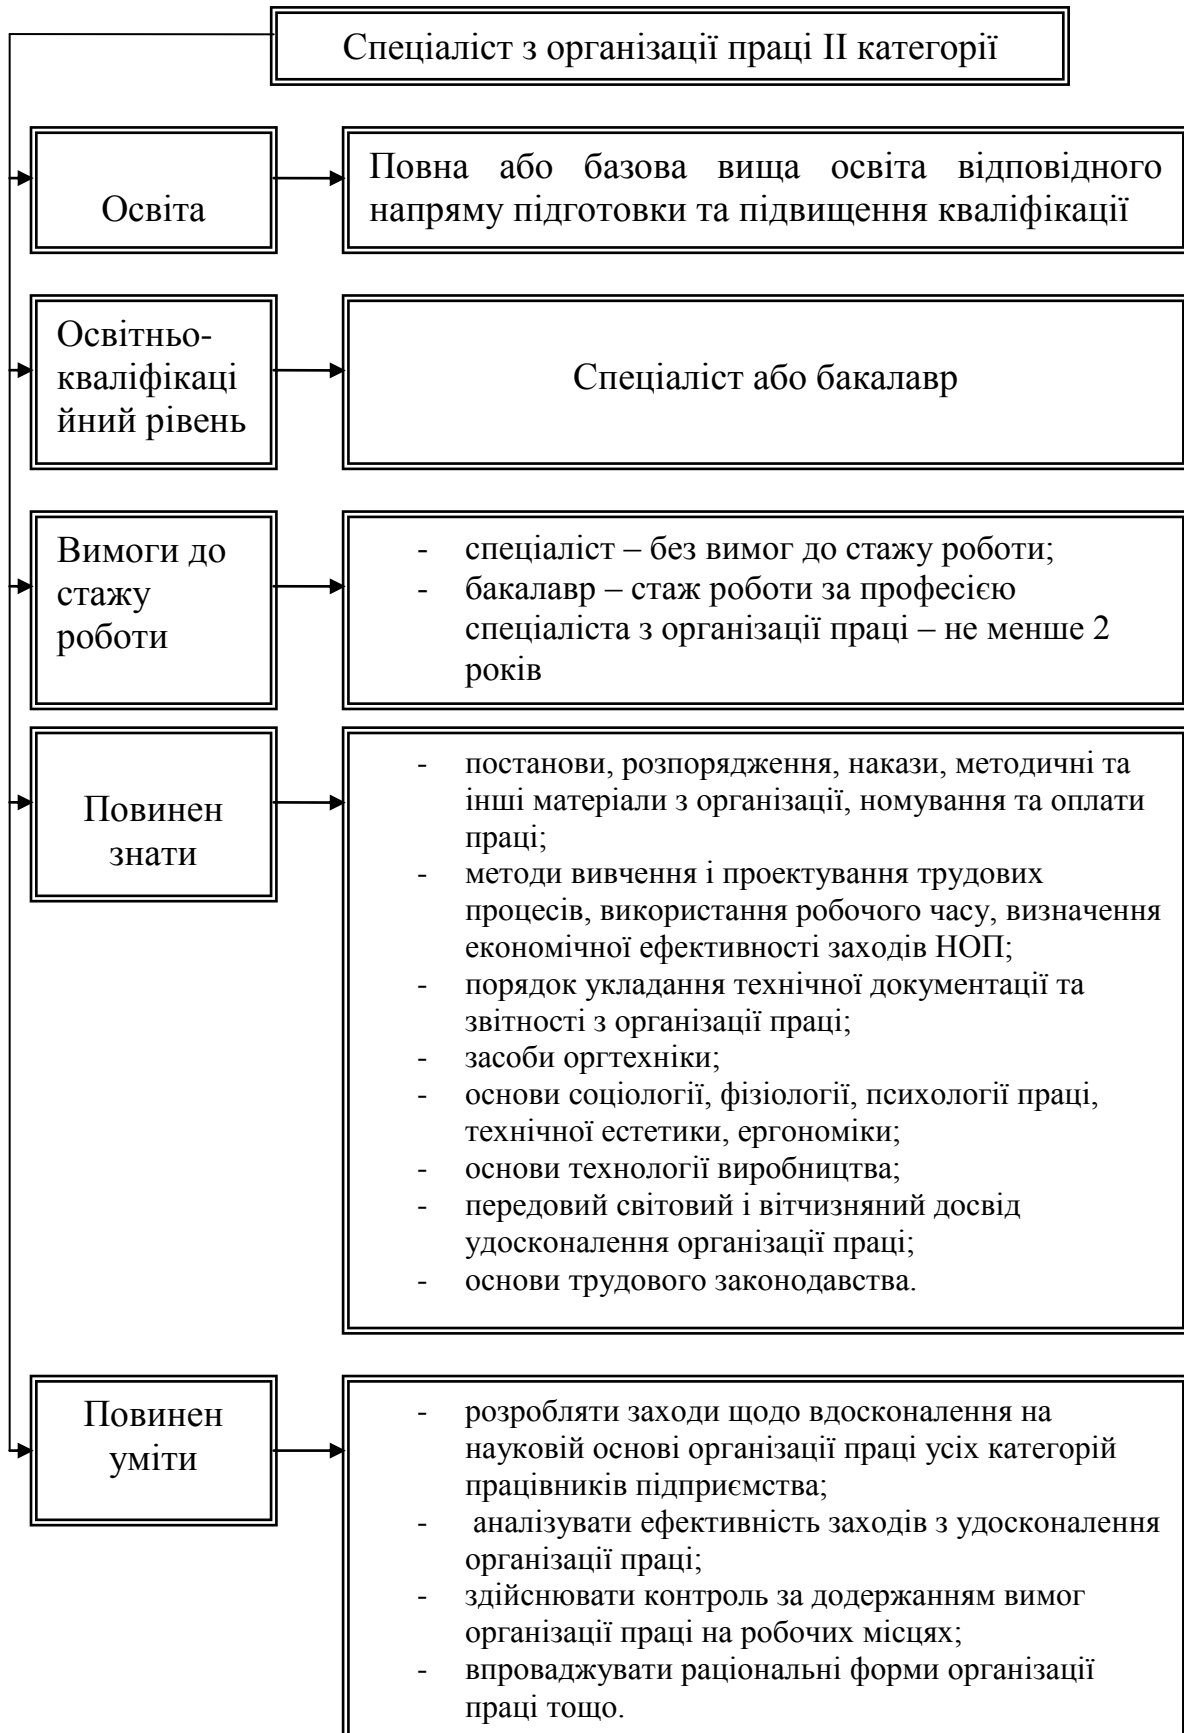 Спеціаліст з організації праці ІІ категорії
Освіта
Повна або базова вища освіта відповідного
напряму підготовки та підвищення кваліфікації
Освітньо-
кваліфікаці
йний рівень
Спеціаліст або бакалавр
Вимоги до
стажу
роботи
- спеціаліст – без вимог до стажу роботи;
- бакалавр – стаж роботи за професією
спеціаліста з організації праці – не менше 2
років
Повинен
знати
- постанови, розпорядження, накази, методичні та
інші матеріали з організації, номування та оплати
праці;
- методи вивчення і проектування трудових
процесів, використання робочого часу, визначення
економічної ефективності заходів НОП;
- порядок укладання технічної документації та
звітності з організації праці;
- засоби оргтехніки;
- основи соціології, фізіології, психології праці,
технічної естетики, ергономіки;
- основи технології виробництва;
- передовий світовий і вітчизняний досвід
удосконалення організації праці;
- основи трудового законодавства.
Повинен
уміти
- розробляти заходи щодо вдосконалення на
науковій основі організації праці усіх категорій
працівників підприємства;
- аналізувати ефективність заходів з удосконалення
організації праці;
- здійснювати контроль за додержанням вимог
організації праці на робочих місцях;
- впроваджувати раціональні форми організації
праці тощо.